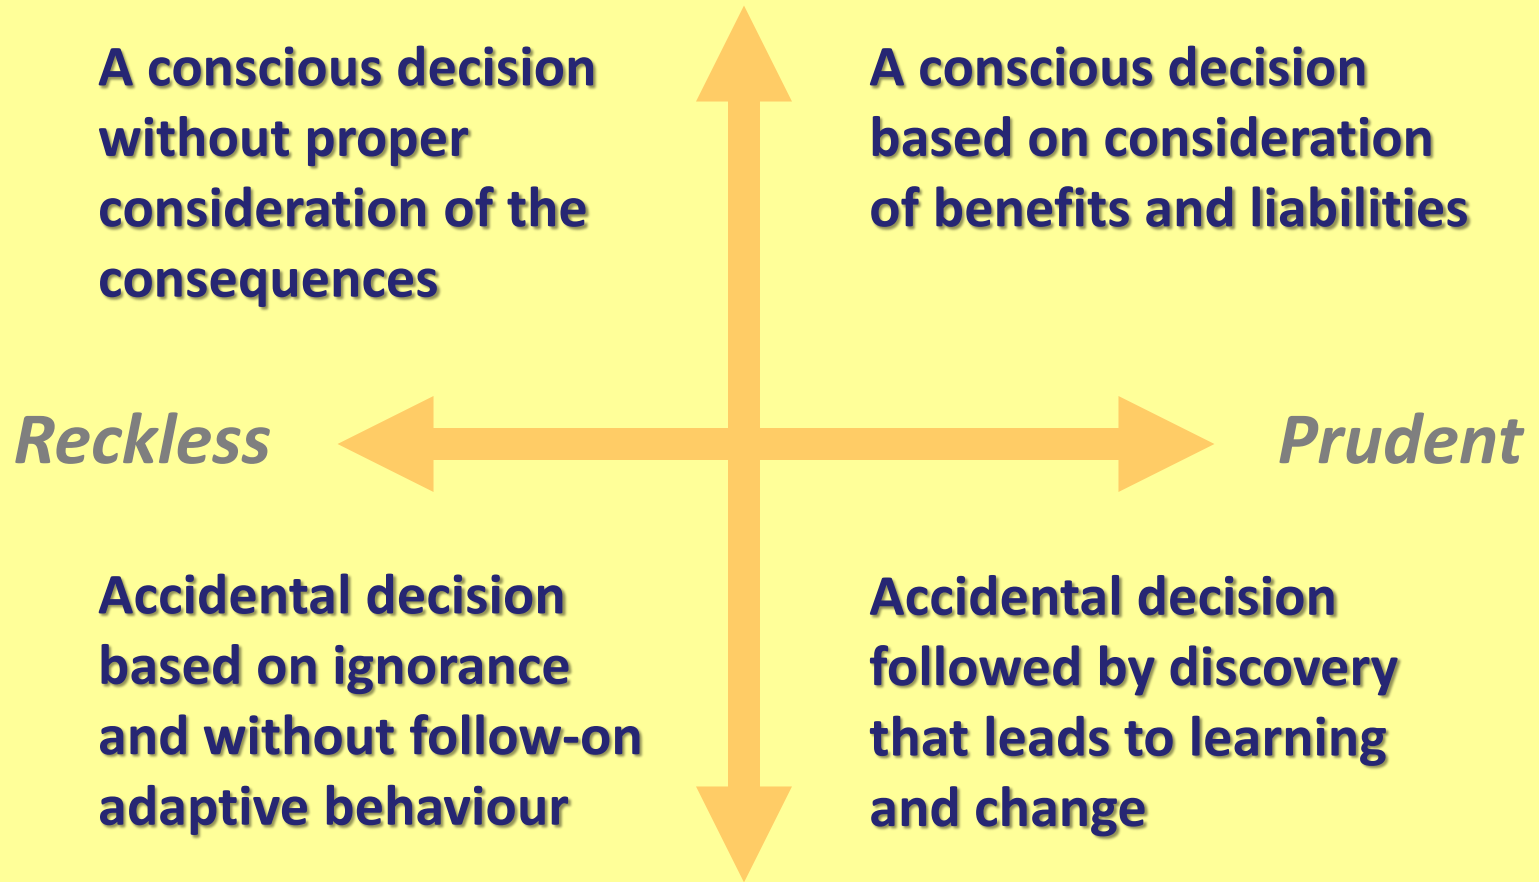 A conscious decision
without proper
consideration of the
consequences
A conscious decision
based on consideration
of benefits and liabilities
Reckless
Prudent
Accidental decision
based on ignorance
and without follow-on
adaptive behaviour
Accidental decision
followed by discovery
that leads to learning
and change